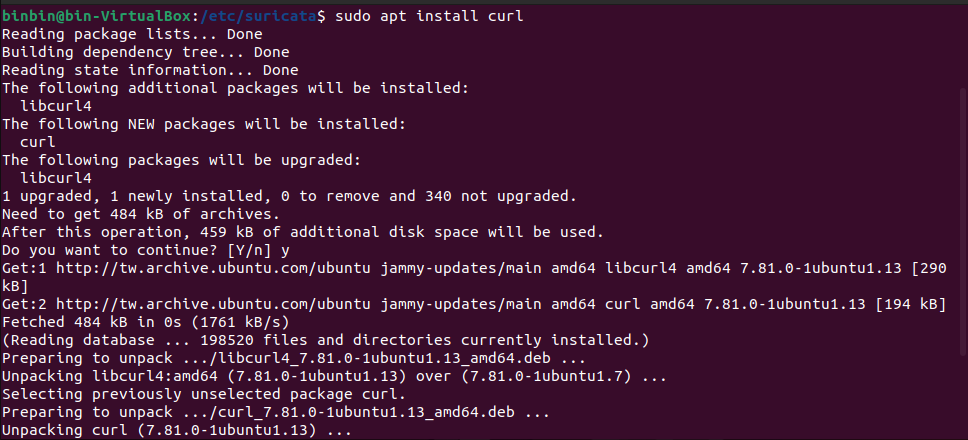 binbin@bin-VirtualBox:/etc/suricata$ sudo apt install curl
Reading package lists... Done
Building dependency tree... Done
Reading state information... Done
The following additional packages will be installed:
  libcurl4
The following NEW packages will be installed:
  curl
The following packages will be upgraded:
  libcurl4
1 upgraded, 1 newly installed, 0 to remove and 340 not upgraded.
Need to get 484 kB of archives.
After this operation, 459 kB of additional disk space will be used.
Do you want to continue? [Y/n] y
Get:1 http://tw.archive.ubuntu.com/ubuntu jammy-updates/main amd64 libcurl4 amd64 7.81.0-1ubuntu1.13 [290
kB]
Get:2 http://tw.archive.ubuntu.com/ubuntu jammy-updates/main amd64 curl amd64 7.81.0-1ubuntu1.13 [194 kB]
Fetched 484 kB in 0s (1761 kB/s)
(Reading database ... 198520 files and directories currently installed.)
Preparing to unpack .../libcurl4_7.81.0-1ubuntu1.13_amd64.deb ...
Unpacking libcurl4:amd64 (7.81.0-1ubuntu1.13) over (7.81.0-1ubuntu1.7) ...
Selecting previously unselected package curl.
Preparing to unpack .../curl_7.81.0-1ubuntu1.13_amd64.deb ...
Unpacking curl (7.81.0-1ubuntu1.13) ...